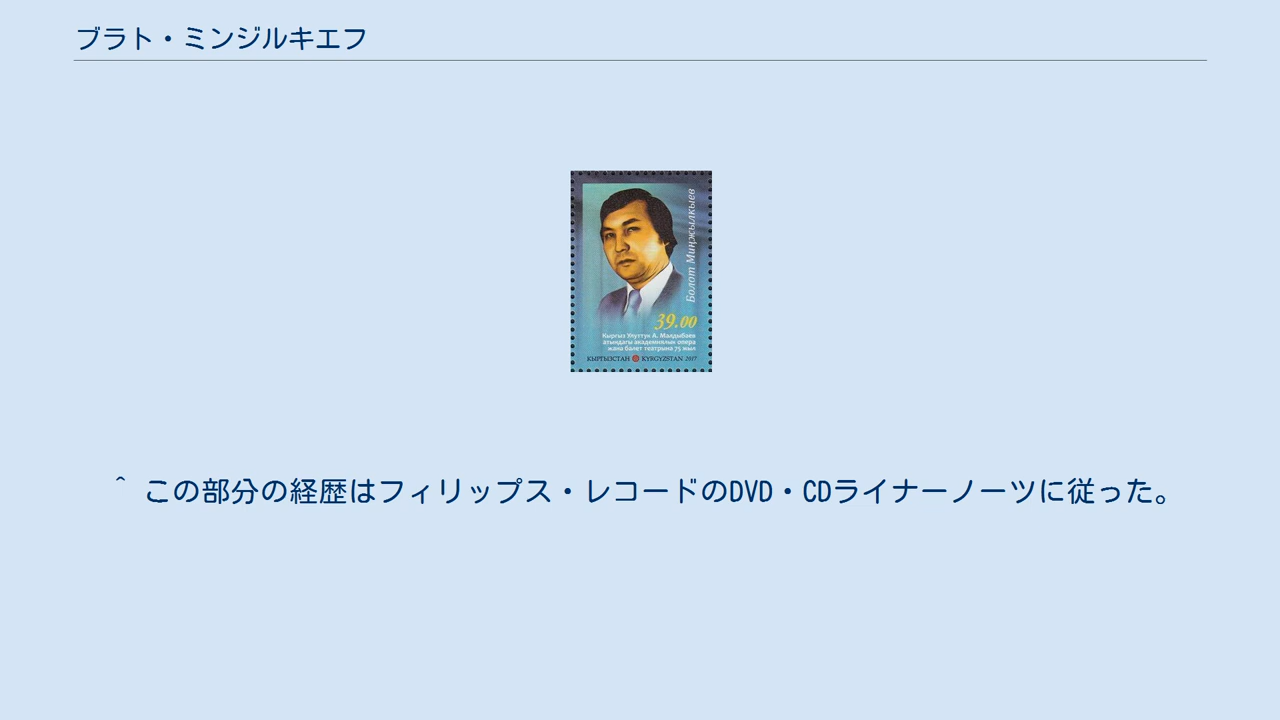 ブラト・ミンジルキエフ
Болот Миңжылкыев
39.00
Кыргыз Улуттук А. Малдыбаев
атындагы академиялык опера
жана балет театрына 75 жыл
КЫРГЫЗСТАН KYRGYZSTAN 2017
^ この部分の経歴はフィリップス・レコードのDVD・CDライナーノーツに従った。